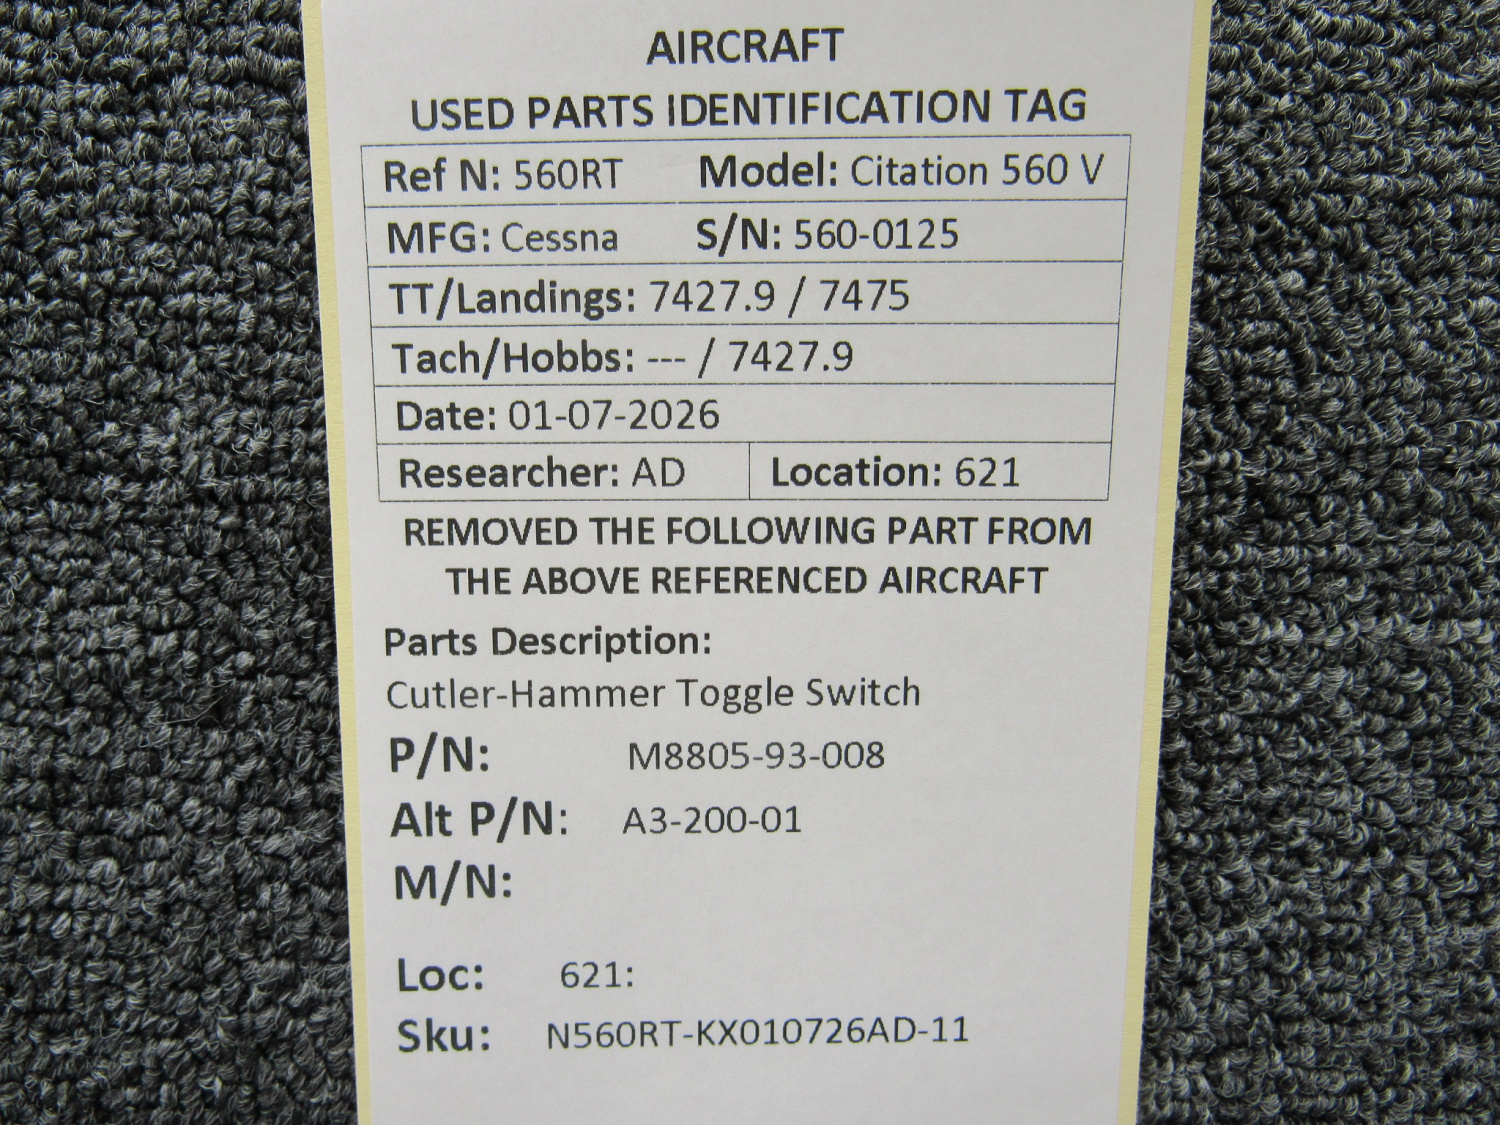 AIRCRAFT
USED PARTS IDENTIFICATION TAG
Ref N: 560RT Model: Citation 560 V
MFG: Cessna S/N: 560-0125
TT/Landings: 7427.9 / 7475
Tach/Hobbs: --- / 7427.9
Date: 01-07-2026
Researcher: AD Location: 621
REMOVED THE FOLLOWING PART FROM
THE ABOVE REFERENCED AIRCRAFT
Parts Description:
Cutler-Hammer Toggle Switch
P/N: M8805-93-008
Alt P/N: A3-200-01
M/N:
Loc: 621:
Sku: N560RT-KX010726AD-11